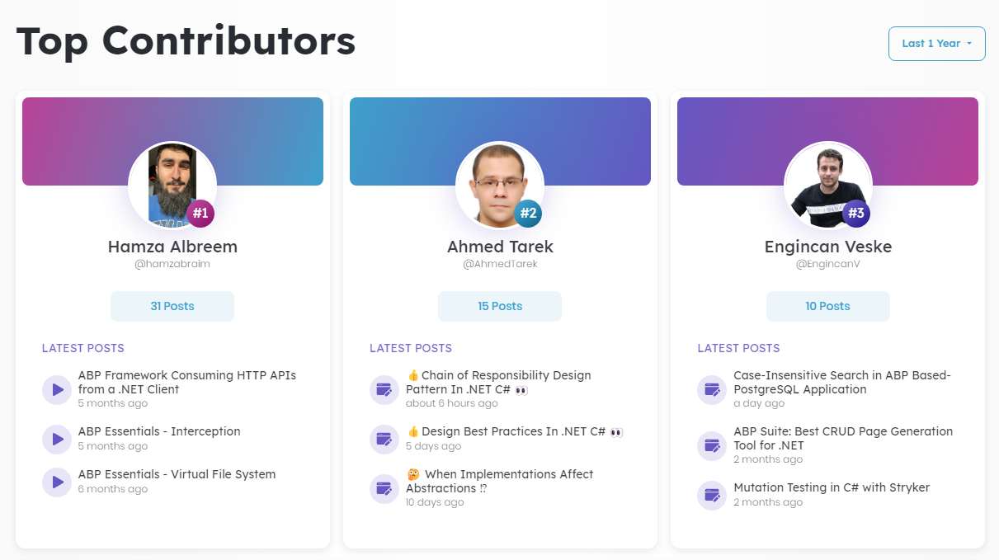 Top Contributors
Last 1 Year
#1
Hamza Albreem
@hamzabraim
31 Posts
LATEST POSTS
ABP Framework Consuming HTTP APIs
from a .NET Client
5 months ago
ABP Essentials - Interception
5 months ago
ABP Essentials - Virtual File System
6 months ago
#2
Ahmed Tarek
@AhmedTarek
15 Posts
LATEST POSTS
👍Chain of Responsibility Design
Pattern In .NET C# 👀
about 6 hours ago
👍Design Best Practices In .NET C# 👀
5 days ago
🤔 When Implementations Affect
Abstractions ⁉
10 days ago
#3
Engincan Veske
@EngincanV
10 Posts
LATEST POSTS
Case-Insensitive Search in ABP Based-
PostgreSQL Application
a day ago
ABP Suite: Best CRUD Page Generation
Tool for .NET
2 months ago
Mutation Testing in C# with Stryker
2 months ago